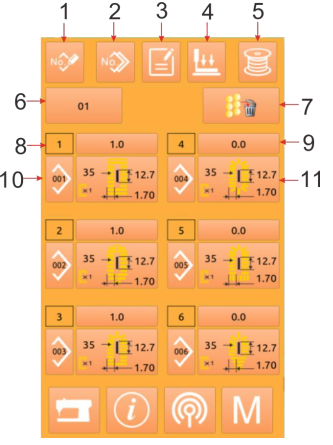 1 2 3 4 5
No. No.
6 01 7
8 1 1.0 4 0.0 9
10 001 35 12.7 004 35 12.7 11
×1 1.70 ×1 1.70
2 1.0 5 0.0
002 35 12.7 005 35 12.7
×1 1.70 ×1 1.70
3 1.0 6 0.0
003 35 12.7 006 35 12.7
×1 1.70 ×1 1.70
i M